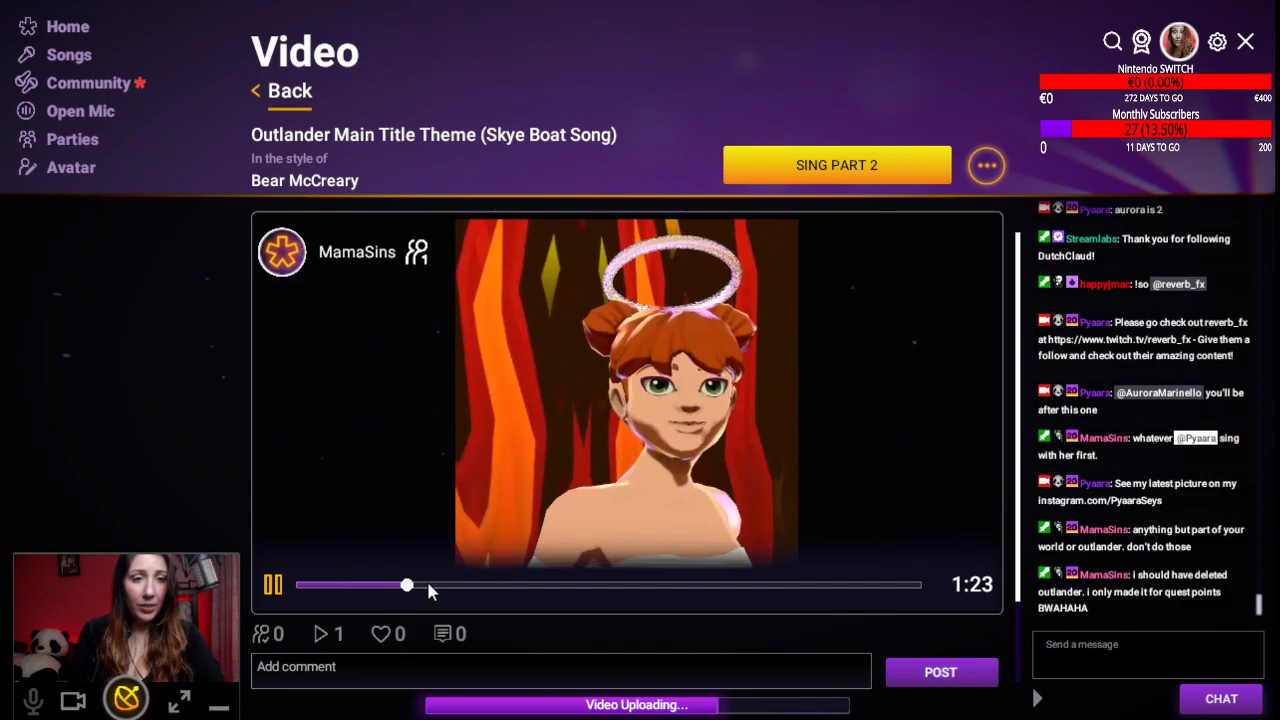 Home
Songs
Community *
Open Mic
Parties
Avatar
Video
< Back
Outlander Main Title Theme (Skye Boat Song)
In the style of
Bear McCreary
SING PART 2
Nintendo SWITCH
€0 (0.00%)
€0 272 DAYS TO GO €400
Monthly Subscribers
27 (13.50%)
0 11 DAYS TO GO 200
MamaSins
1:23
0 1 0 0
Add comment
POST
Video Uploading...
Pyaara: aurora is 2
Streamlabs: Thank you for following
DutchClaud!
happyjmac: !so @reverb_fx
Pyaara: Please go check out reverb_fx
at https://www.twitch.tv/reverb_fx - Give them a
follow and check out their amazing content!
Pyaara: @AuroraMarinello you'll be
after this one
MamaSins: whatever @Pyaara sing
with her first.
Pyaara: See my latest picture on my
instagram.com/PyaaraSeys
MamaSins: anything but part of your
world or outlander. don't do those
MamaSins: i should have deleted
outlander. i only made it for quest points
BWAHAHA
Send a message
CHAT